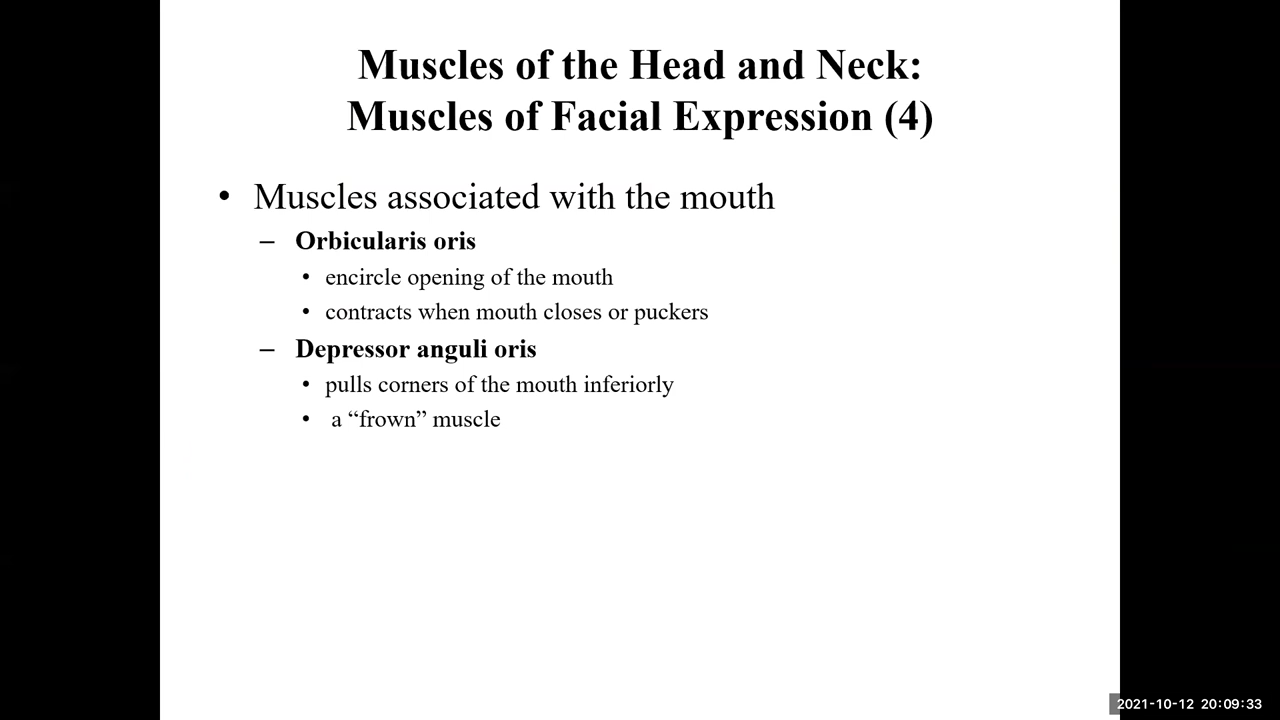 Muscles of the Head and Neck:
Muscles of Facial Expression (4)
• Muscles associated with the mouth
– Orbicularis oris
• encircle opening of the mouth
• contracts when mouth closes or puckers
– Depressor anguli oris
• pulls corners of the mouth inferiorly
• a “frown” muscle
2021-10-12 20:09:33